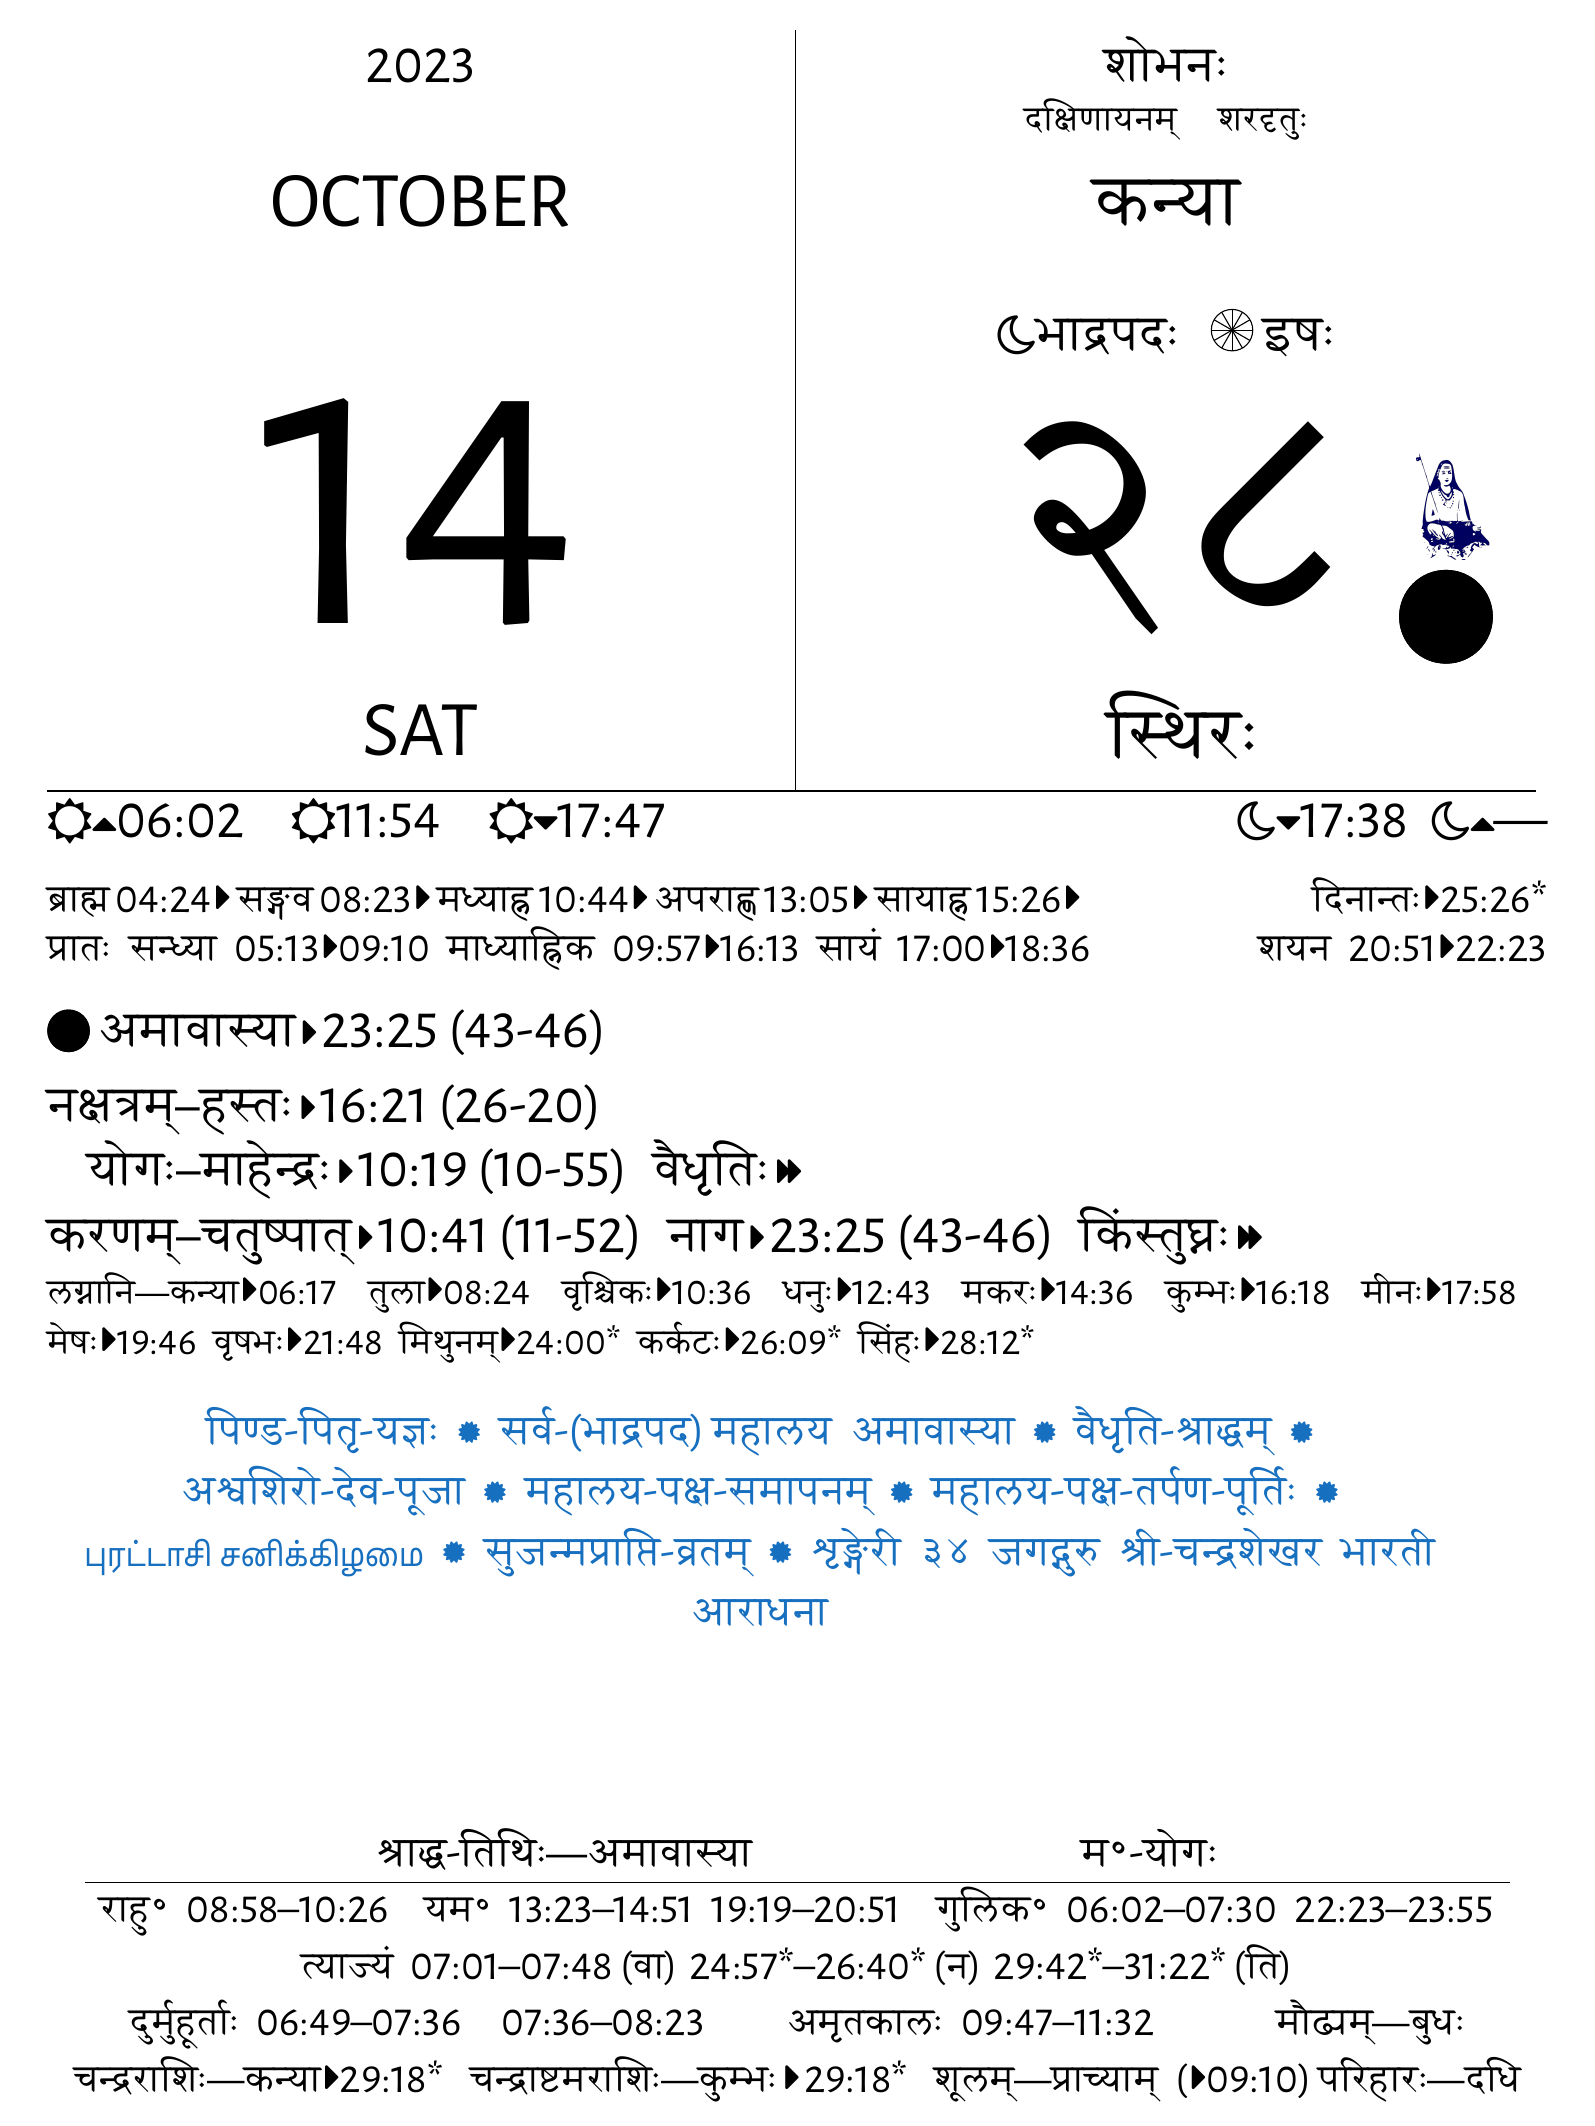 2023
OCTOBER
14
SAT
शोभनः
दक्षिणायनम् शरदृतुः
कन्या
भाद्रपदः इषः
२८
स्थिरः
06:02 11:54 17:47 17:38 —
ब्राह्म 04:24 सङ्गव 08:23 मध्याह्न 10:44 अपराह्ण 13:05 सायाह्न 15:26 दिनान्तः 25:26*
प्रातः सन्ध्या 05:13 09:10 माध्याह्निक 09:57 16:13 सायं 17:00 18:36 शयन 20:51 22:23
अमावास्या 23:25 (43-46)
नक्षत्रम्–हस्तः 16:21 (26-20)
योगः–माहेन्द्रः 10:19 (10-55) वैधृतिः
करणम्–चतुष्पात् 10:41 (11-52) नाग 23:25 (43-46) किंस्तुघ्नः
लग्नानि—कन्या 06:17 तुला 08:24 वृश्चिकः 10:36 धनुः 12:43 मकरः 14:36 कुम्भः 16:18 मीनः 17:58
मेषः 19:46 वृषभः 21:48 मिथुनम् 24:00* कर्कटः 26:09* सिंहः 28:12*
पिण्ड-पितृ-यज्ञः ✹ सर्व-(भाद्रपद) महालय अमावास्या ✹ वैधृति-श्राद्धम् ✹
अश्वशिरो-देव-पूजा ✹ महालय-पक्ष-समापनम् ✹ महालय-पक्ष-तर्पण-पूर्तिः ✹
புரட்டாசி சனிக்கிழமை ✹ सुजन्मप्राप्ति-व्रतम् ✹ शृङ्गेरी ३४ जगद्गुरु श्री-चन्द्रशेखर भारती
आराधना
श्राद्ध-तिथिः—अमावास्या म॰-योगः
राहु॰ 08:58–10:26 यम॰ 13:23–14:51 19:19–20:51 गुलिक॰ 06:02–07:30 22:23–23:55
त्याज्यं 07:01–07:48 (वा) 24:57*–26:40* (न) 29:42*–31:22* (ति)
दुर्मुहूर्ताः 06:49–07:36 07:36–08:23 अमृतकालः 09:47–11:32 मौढ्यम्—बुधः
चन्द्रराशिः—कन्या 29:18* चन्द्राष्टमराशिः—कुम्भः 29:18* शूलम्—प्राच्याम् (09:10) परिहारः—दधि